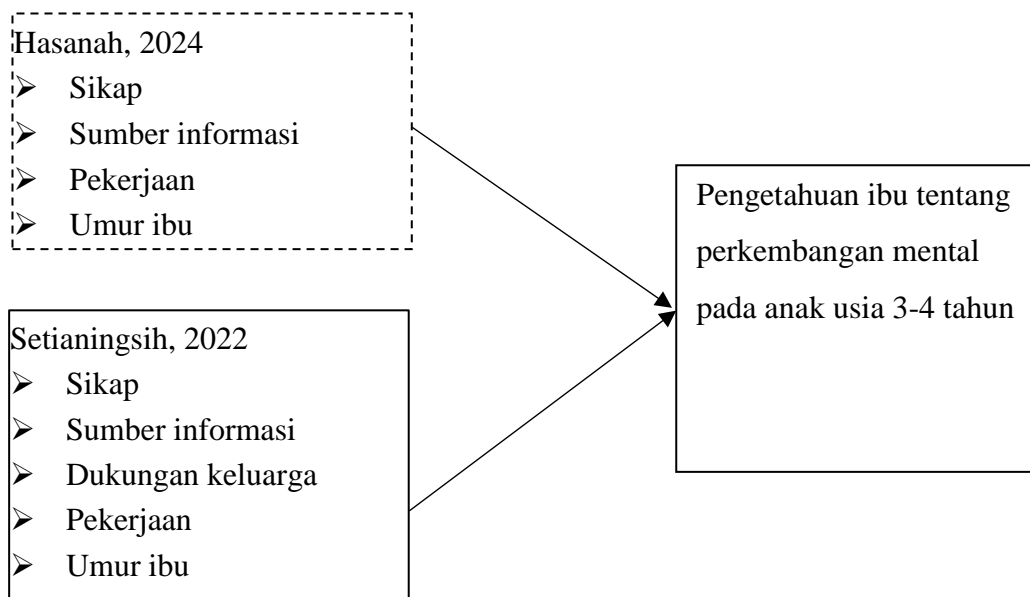 Hasanah, 2024
➢ Sikap
➢ Sumber informasi
➢ Pekerjaan
➢ Umur ibu
Setianingsih, 2022
➢ Sikap
➢ Sumber informasi
➢ Dukungan keluarga
➢ Pekerjaan
➢ Umur ibu
Pengetahuan ibu tentang
perkembangan mental
pada anak usia 3-4 tahun